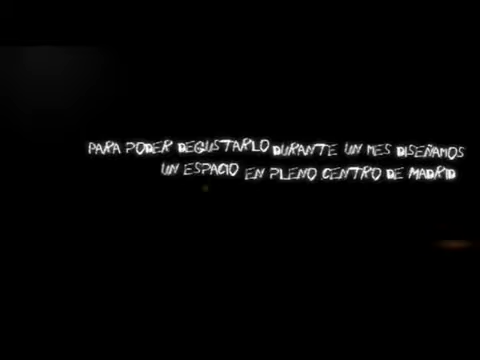 PARA PODER DEGUSTARLO DURANTE UN MES DISEÑAMOS
UN ESPACIO EN PLENO CENTRO DE MADRID